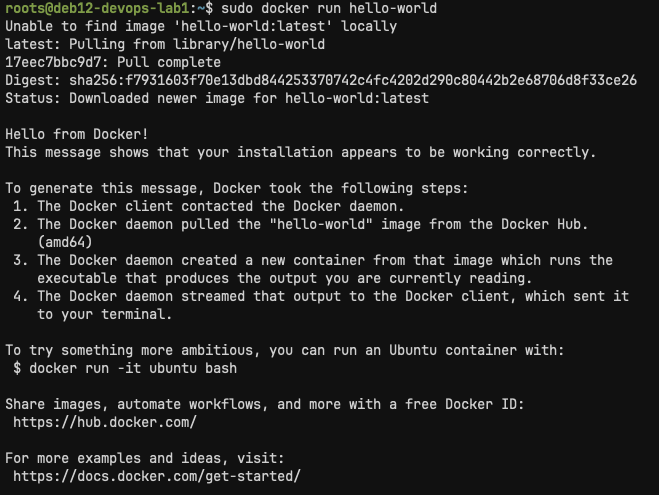 roots@deb12-devops-lab1:~$ sudo docker run hello-world
Unable to find image 'hello-world:latest' locally
latest: Pulling from library/hello-world
17eec7bbc9d7: Pull complete
Digest: sha256:f7931603f70e13dbd844253370742c4fc4202d290c80442b2e68706d8f33ce26
Status: Downloaded newer image for hello-world:latest

Hello from Docker!
This message shows that your installation appears to be working correctly.

To generate this message, Docker took the following steps:
 1. The Docker client contacted the Docker daemon.
 2. The Docker daemon pulled the "hello-world" image from the Docker Hub.
    (amd64)
 3. The Docker daemon created a new container from that image which runs the
    executable that produces the output you are currently reading.
 4. The Docker daemon streamed that output to the Docker client, which sent it
    to your terminal.

To try something more ambitious, you can run an Ubuntu container with:
 $ docker run -it ubuntu bash

Share images, automate workflows, and more with a free Docker ID:
 https://hub.docker.com/

For more examples and ideas, visit:
 https://docs.docker.com/get-started/